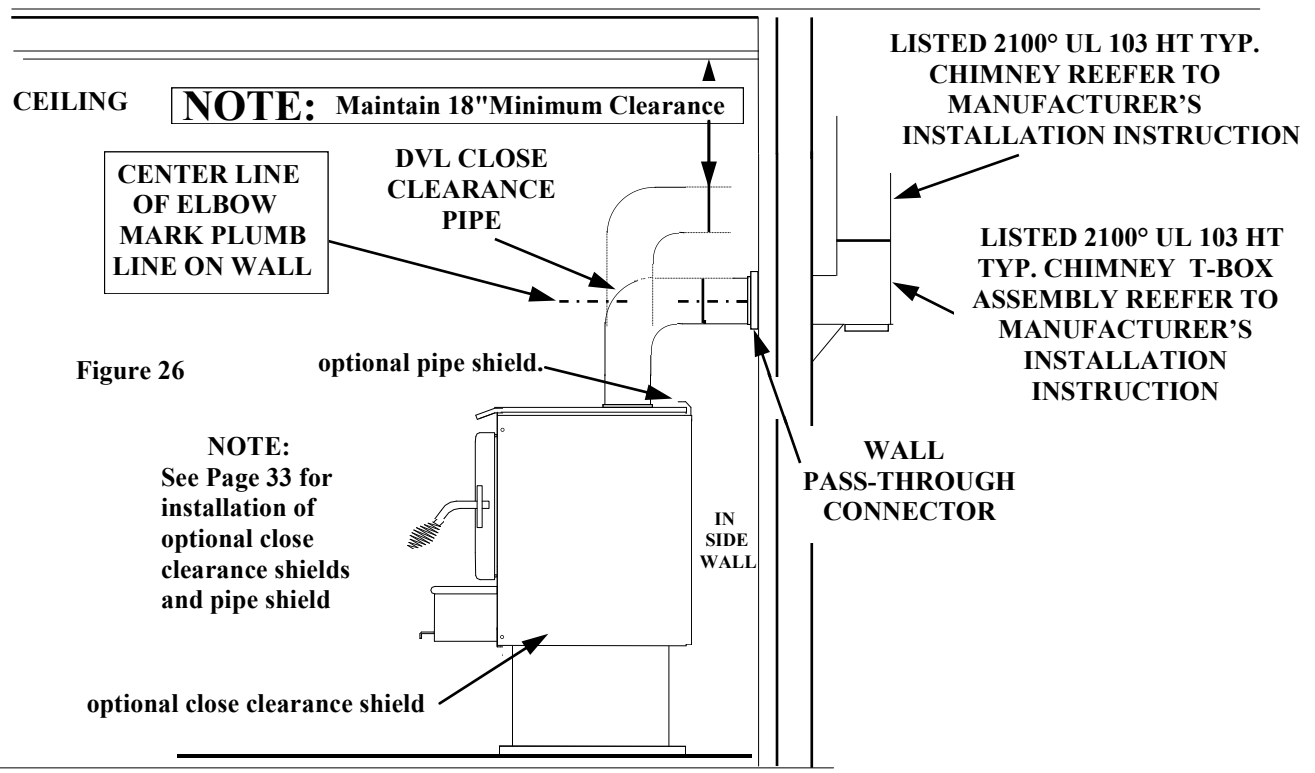 CEILING
NOTE: Maintain 18"Minimum Clearance
LISTED 2100° UL 103 HT TYP.
CHIMNEY REEFER TO
MANUFACTURER'S
INSTALLATION INSTRUCTION
CENTER LINE
OF ELBOW
MARK PLUMB
LINE ON WALL
DVL CLOSE
CLEARANCE
PIPE
LISTED 2100° UL 103 HT
TYP. CHIMNEY T-BOX
ASSEMBLY REEFER TO
MANUFACTURER'S
INSTALLATION
INSTRUCTION
Figure 26
optional pipe shield.
NOTE:
See Page 33 for
installation of
optional close
clearance shields
and pipe shield
WALL
PASS-THROUGH
CONNECTOR
IN
SIDE
WALL
optional close clearance shield